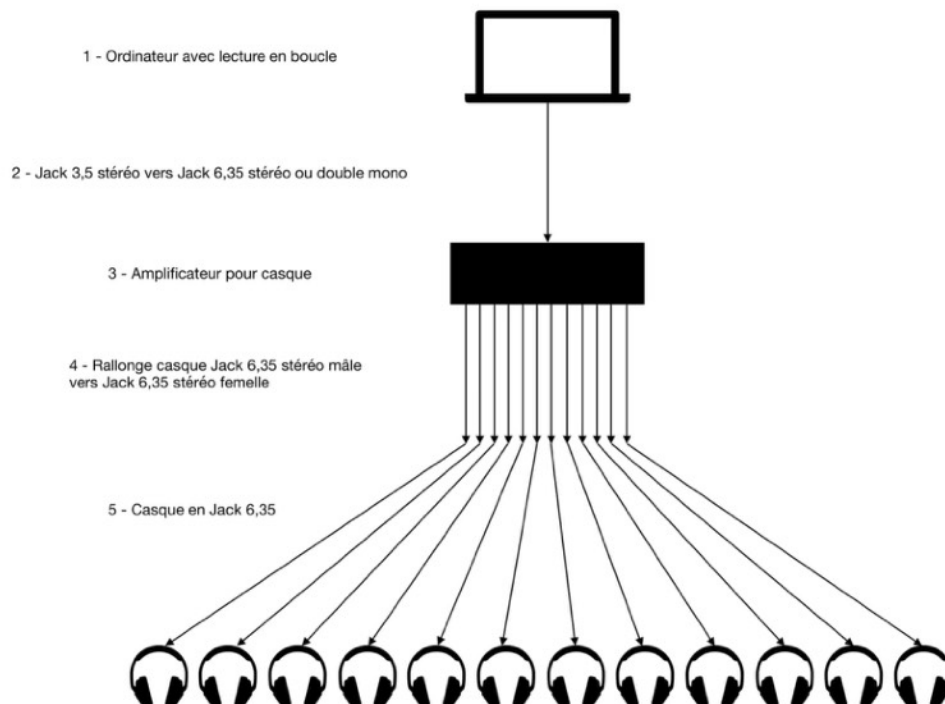 1 - Ordinateur avec lecture en boucle
2 - Jack 3,5 stéréo vers Jack 6,35 stéréo ou double mono
3 - Amplificateur pour casque
4 - Rallonge casque Jack 6,35 stéréo mâle
vers Jack 6,35 stéréo femelle
5 - Casque en Jack 6,35